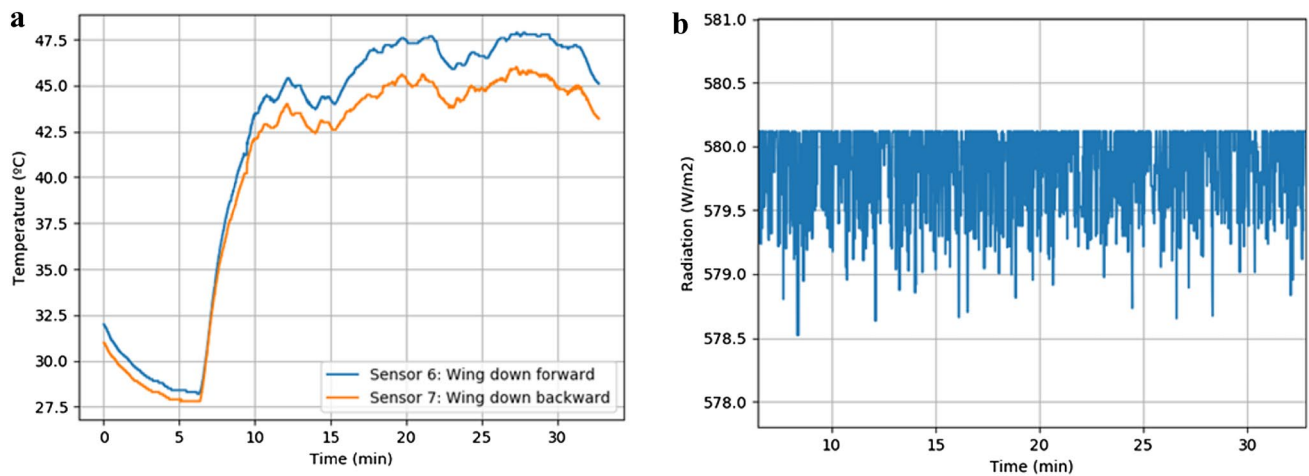 a
Temperature (ºC)
47.5
45.0
42.5
40.0
37.5
35.0
32.5
30.0
27.5
Sensor 6: Wing down forward
Sensor 7: Wing down backward
0 5 10 15 20 25 30
Time (min)
b
Radiation (W/m2)
581.0
580.5
580.0
579.5
579.0
578.5
578.0
10 15 20 25 30
Time (min)